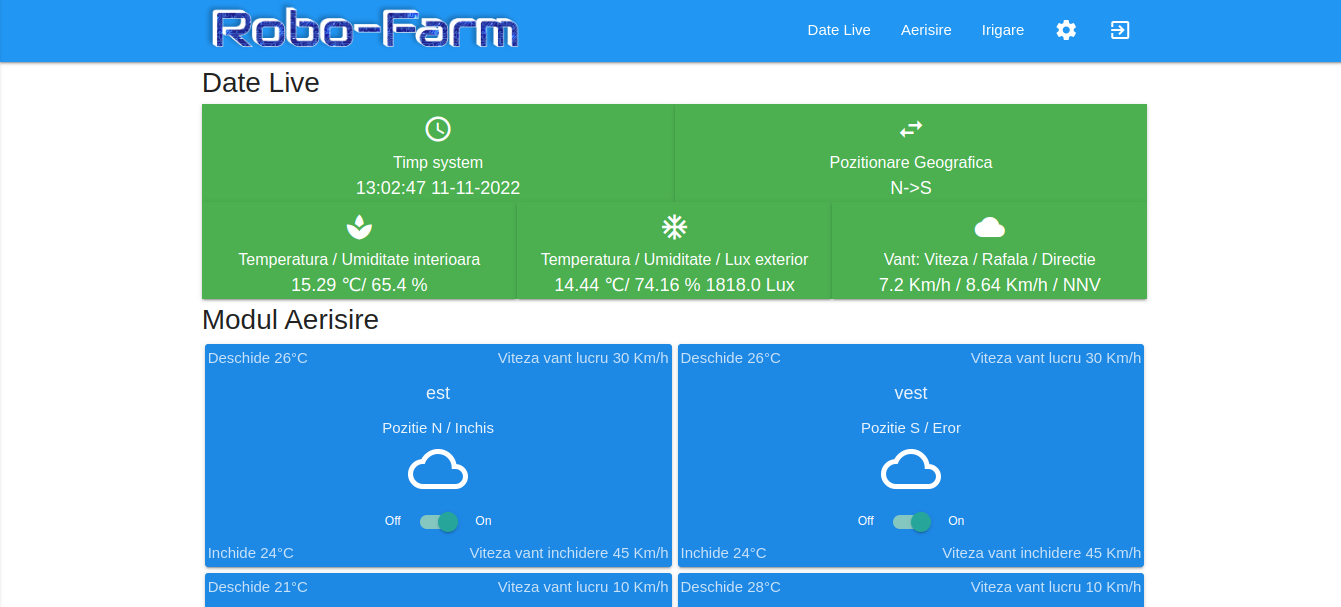 Robo-Farm
Date Live Aerisire Irigare
Date Live
Timp system
13:02:47 11-11-2022
Pozitionare Geografica
N->S
Temperatura / Umiditate interioara
15.29 ℃/ 65.4 %
Temperatura / Umiditate / Lux exterior
14.44 ℃/ 74.16 % 1818.0 Lux
Vant: Viteza / Rafala / Directie
7.2 Km/h / 8.64 Km/h / NNV
Modul Aerisire
Deschide 26°C Viteza vant lucru 30 Km/h
est
Pozitie N / Inchis
Off On
Inchide 24°C Viteza vant inchidere 45 Km/h
Deschide 26°C Viteza vant lucru 30 Km/h
vest
Pozitie S / Eror
Off On
Inchide 24°C Viteza vant inchidere 45 Km/h
Deschide 21°C Viteza vant lucru 10 Km/h
Deschide 28°C Viteza vant lucru 10 Km/h